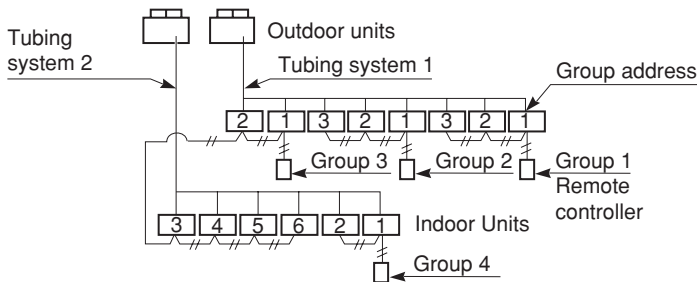 Outdoor units
Tubing
system 2
Tubing system 1
Group address
2 1 3 2 1 3 2 1
Group 3
Group 2
Group 1
Remote
controller
3 4 5 6 2 1
Indoor Units
Group 4